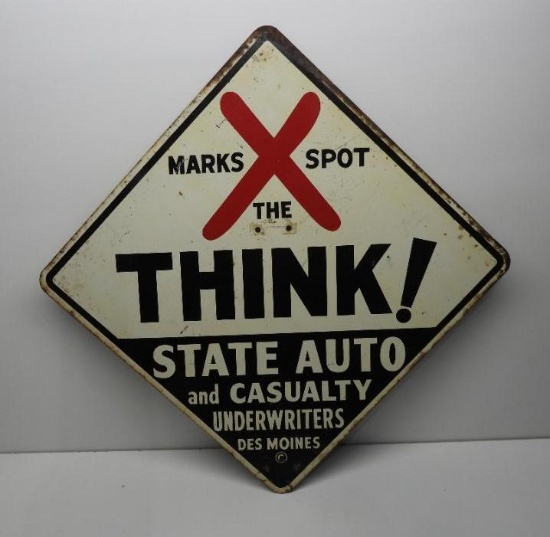 X
MARKS SPOT
THE
THINK!
STATE AUTO
and CASUALTY
UNDERWRITERS
DES MOINES
©